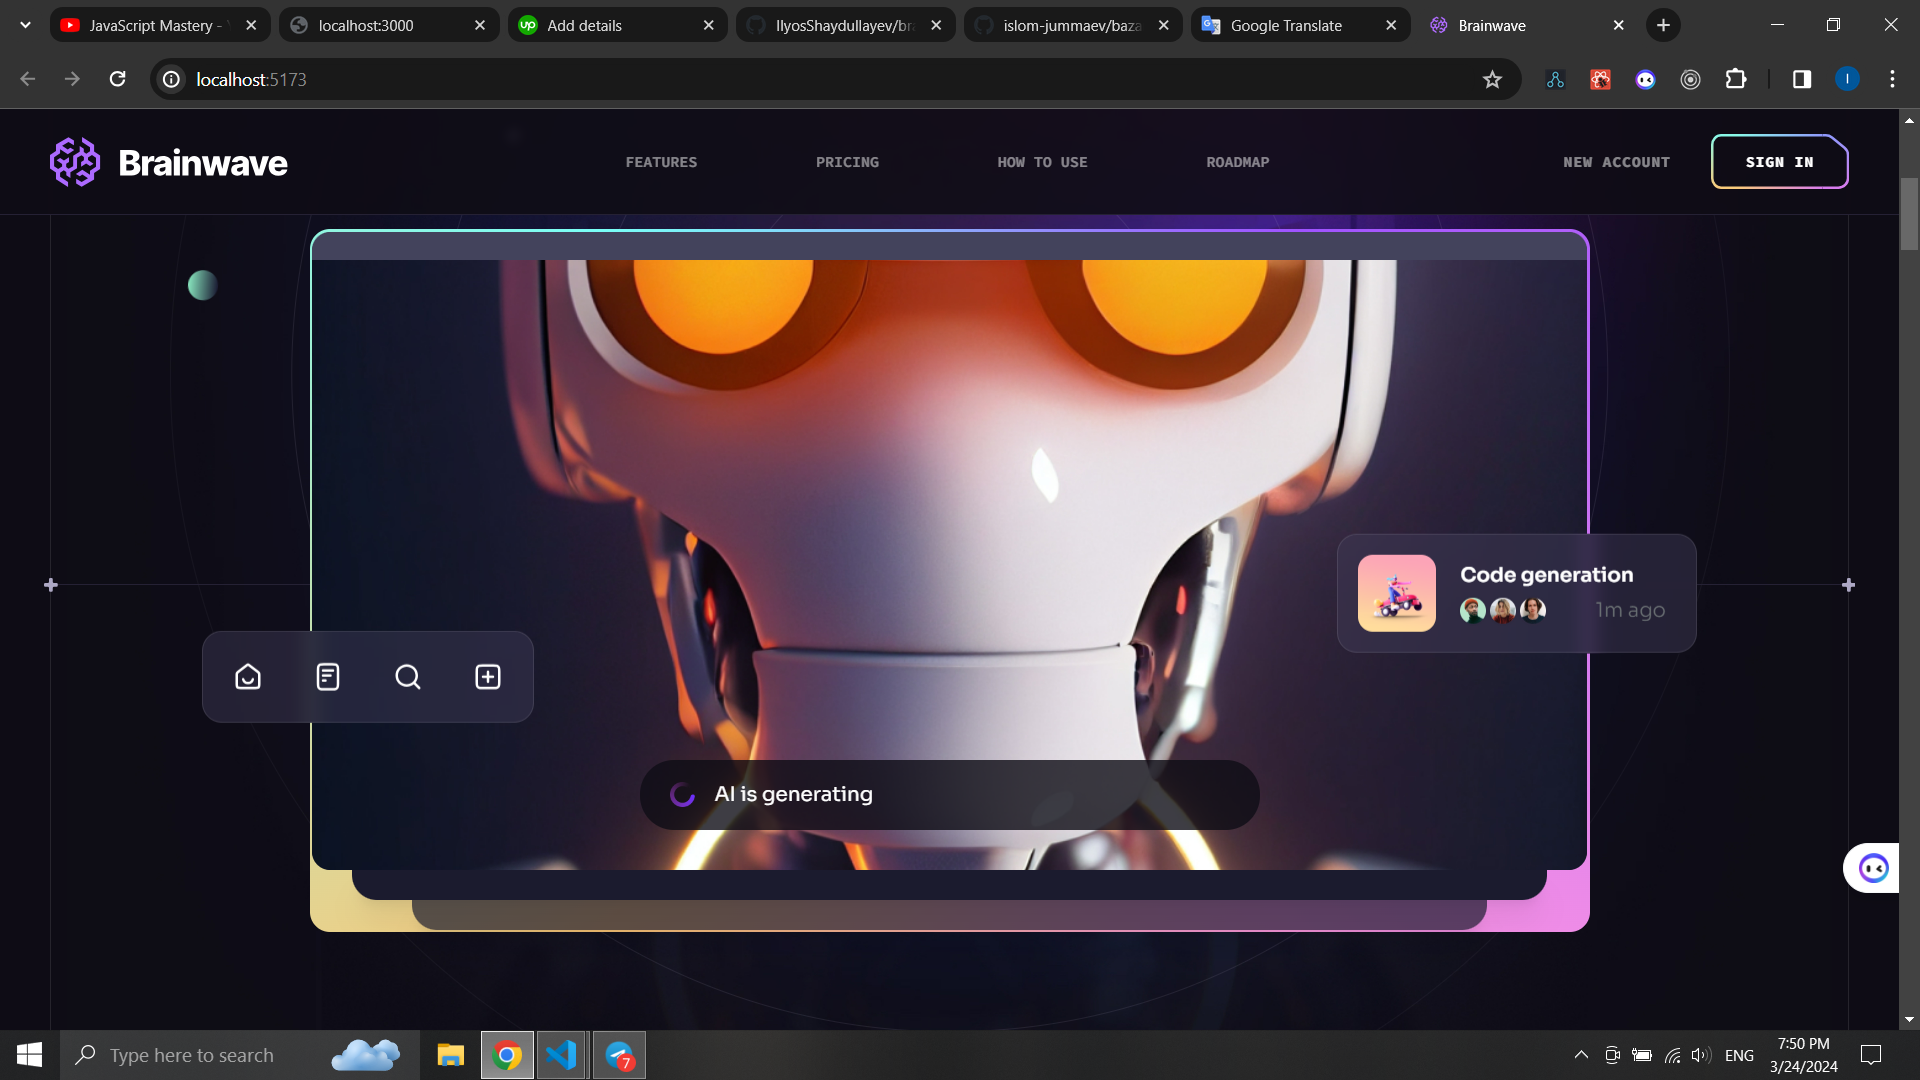 JavaScript Mastery -
localhost:3000
Add details
IlyosShaydullayev/bra
islom-jummaev/baza
Google Translate
Brainwave
localhost:5173
I
Brainwave
FEATURES
PRICING
HOW TO USE
ROADMAP
NEW ACCOUNT
SIGN IN
Code generation
1m ago
AI is generating
Type here to search
7
ENG
7:50 PM
3/24/2024